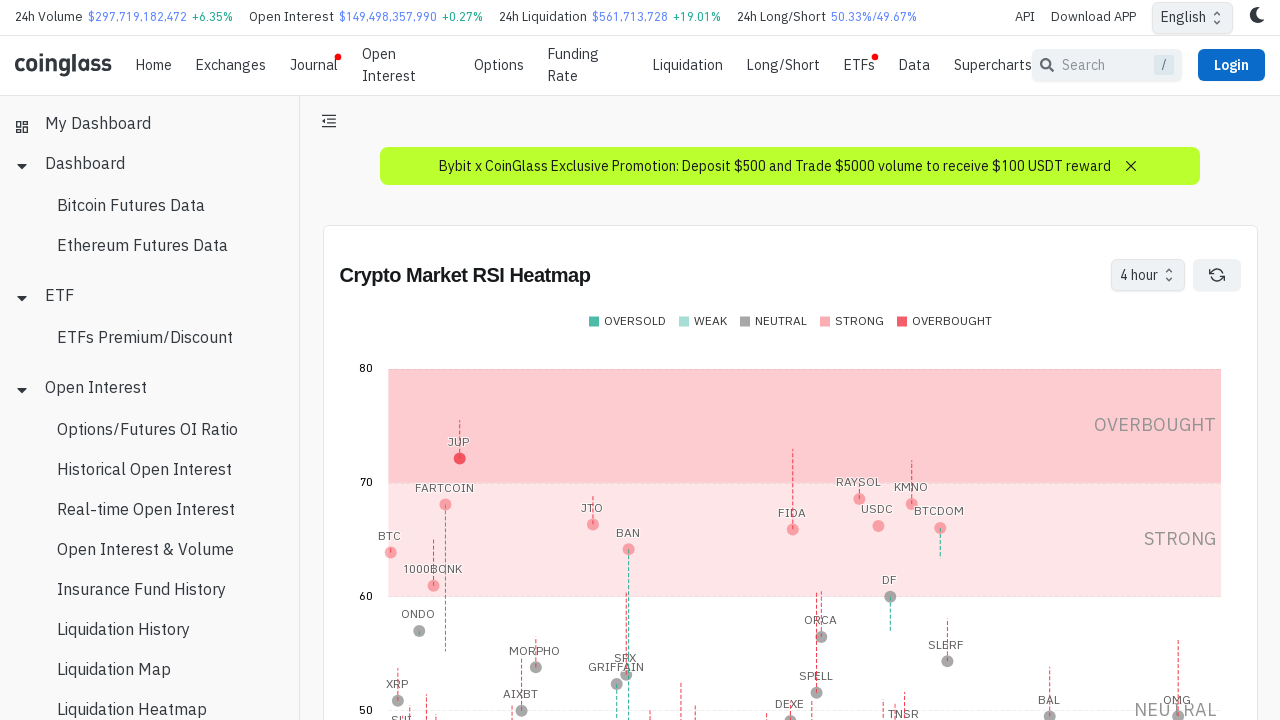 24h Volume $297,719,182,472 +6.35% Open Interest $149,498,357,990 +0.27% 24h Liquidation $561,713,728 +19.01% 24h Long/Short 50.33%/49.67% API Download APP English
coinglass Home Exchanges Journal Open Interest Options Funding Rate Liquidation Long/Short ETFs Data Supercharts Search / Login
My Dashboard
Dashboard
Bitcoin Futures Data
Ethereum Futures Data
ETF
ETFs Premium/Discount
Open Interest
Options/Futures OI Ratio
Historical Open Interest
Real-time Open Interest
Open Interest & Volume
Insurance Fund History
Liquidation History
Liquidation Map
Liquidation Heatmap
Bybit x CoinGlass Exclusive Promotion: Deposit $500 and Trade $5000 volume to receive $100 USDT reward
Crypto Market RSI Heatmap 4 hour
OVERSOLD WEAK NEUTRAL STRONG OVERBOUGHT
80
OVERBOUGHT
JUP
70
RAYSOL
FARTCOIN
KMNO
JTO
USDC
BTCDOM
FIDA
BAN
BTC
STRONG
1000BONK
DF
60
ONDO
ORCA
SLERF
MORPHO
SPX
GRIFFAIN
SPELL
XRP
AIXBT
BAL
OMG
DEXE
50
NEUTRAL
TNSR
SUI